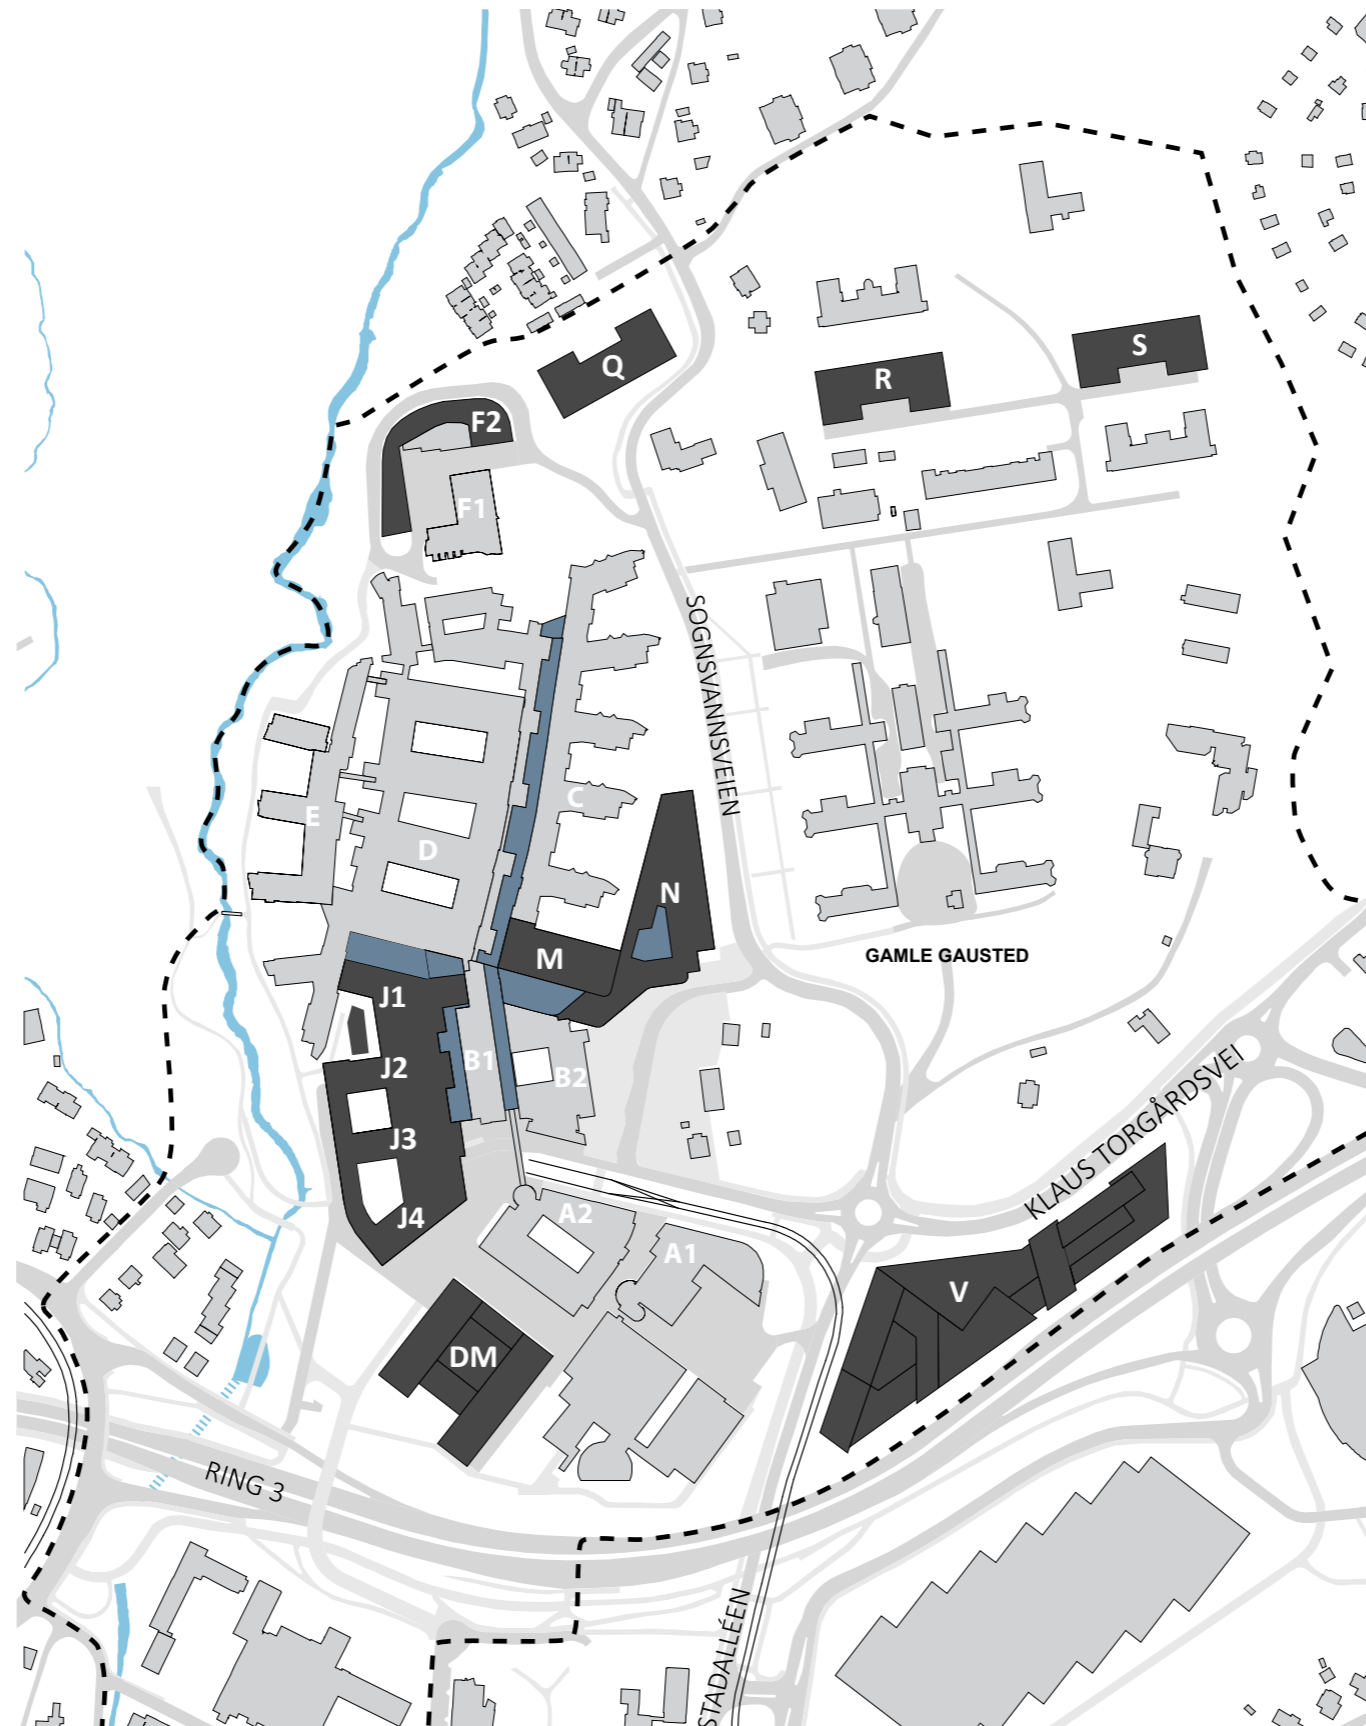 Q
S
R
F2
F1
SOGNSVANNSVEIEN
C
E
D
N
M
GAMLE GAUSTED
J1
J2
B1
B2
J3
J4
KLAUS TORGÅRDSVEI
A2
A1
V
DM
RING 3
STADALLÉEN